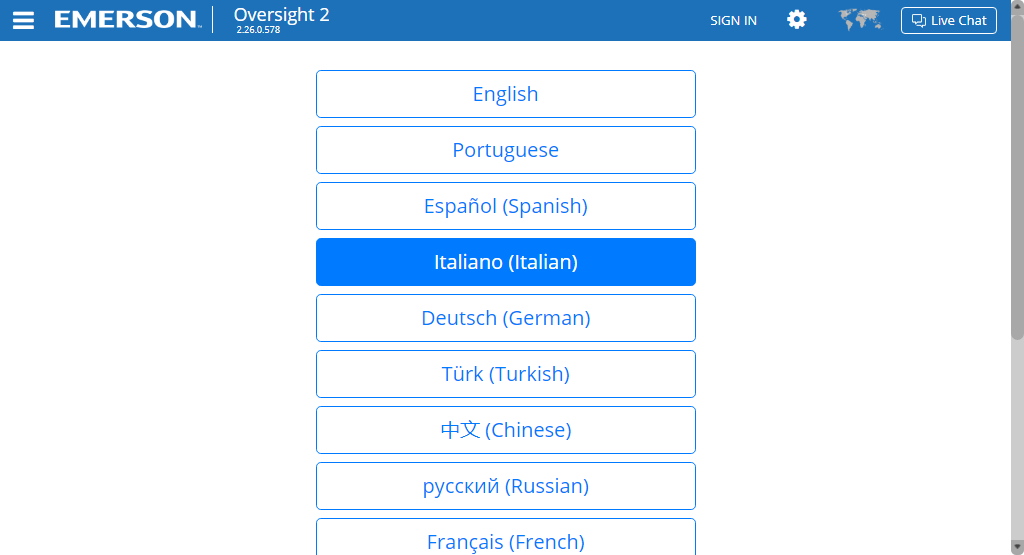 EMERSON™
Oversight 2
2.26.0.578
SIGN IN
Live Chat
English
Portuguese
Español (Spanish)
Italiano (Italian)
Deutsch (German)
Türk (Turkish)
中文 (Chinese)
русский (Russian)
Français (French)